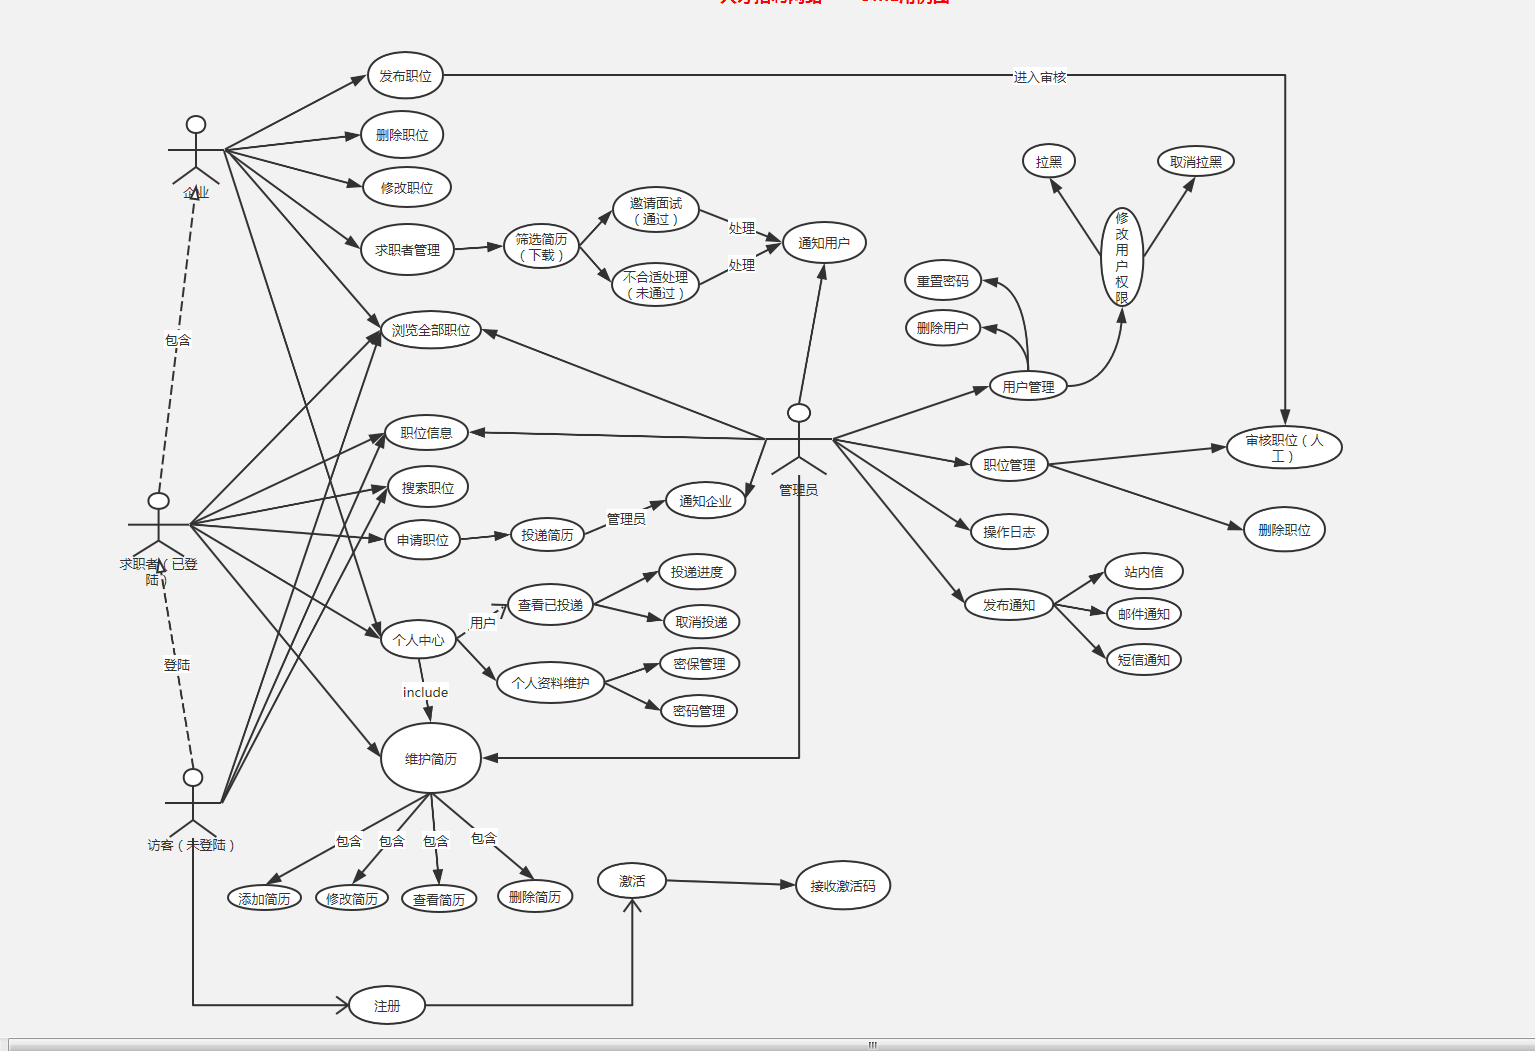 发布职位
进入审核
删除职位
拉黑
取消拉黑
企业
修改职位
邀请面试
（通过）
修
改
用
户
权
限
处理
通知用户
筛选简历
（下载）
求职者管理
处理
不合适处理
（未通过）
重置密码
浏览全部职位
删除用户
包含
用户管理
职位信息
审核职位（人
工）
职位管理
搜索职位
管理员
通知企业
管理员
申请职位
投递简历
操作日志
删除职位
求职者（已登
陆）
投递进度
站内信
查看已投递
发布通知
邮件通知
用户
取消投递
个人中心
登陆
密保管理
短信通知
个人资料维护
include
密码管理
维护简历
包含
包含
包含
包含
访客（未登陆）
添加简历
修改简历
查看简历
删除简历
激活
接收激活码
注册